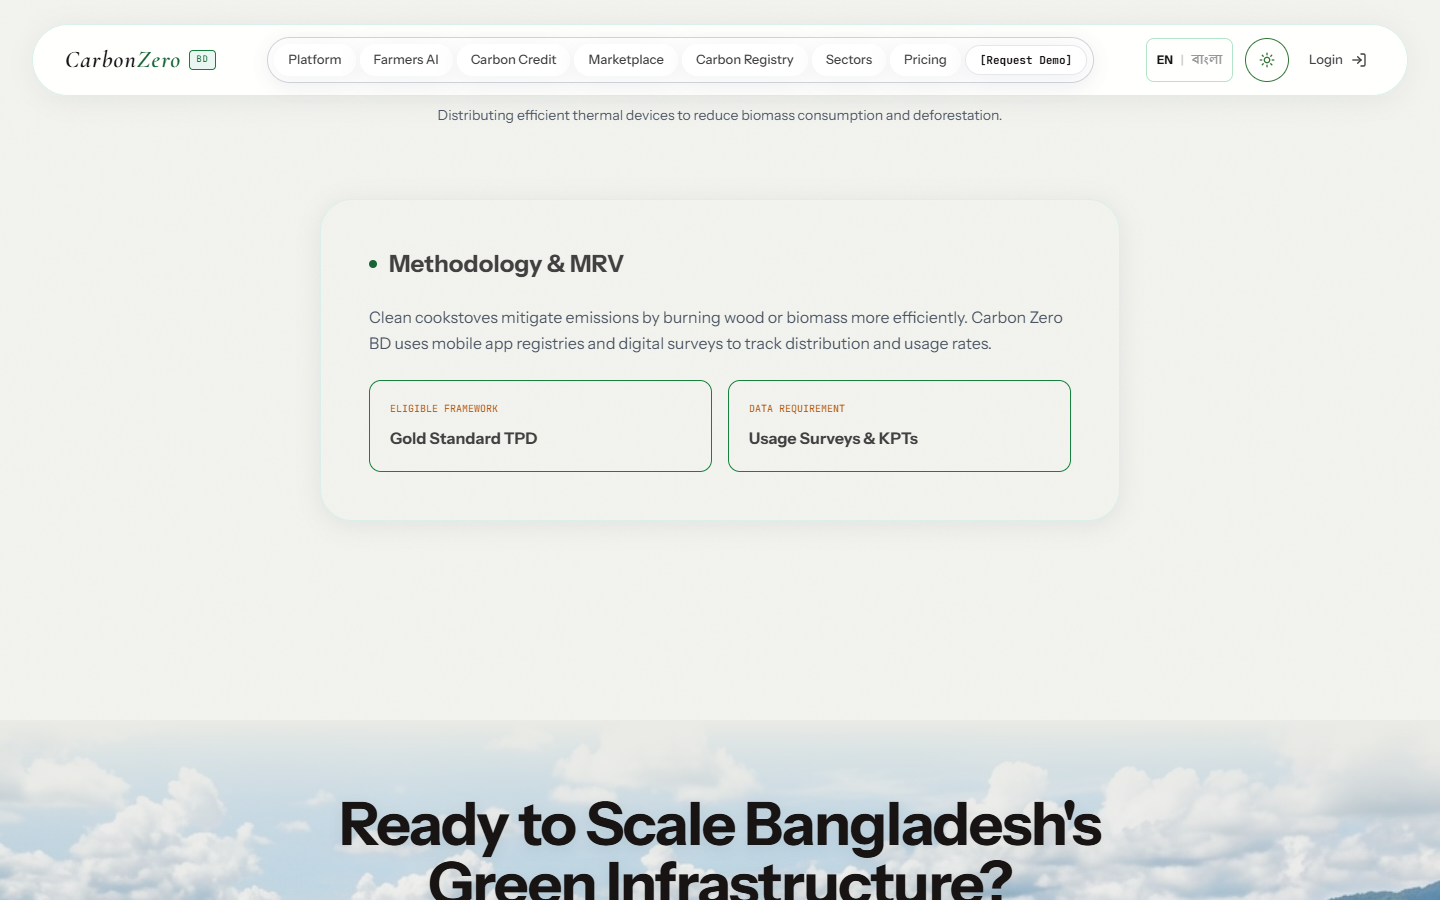 CarbonZero BD
Platform
Farmers AI
Carbon Credit
Marketplace
Carbon Registry
Sectors
Pricing
[Request Demo]
EN | বাংলা
Login
Distributing efficient thermal devices to reduce biomass consumption and deforestation.
Methodology & MRV
Clean cookstoves mitigate emissions by burning wood or biomass more efficiently. Carbon Zero
BD uses mobile app registries and digital surveys to track distribution and usage rates.
ELIGIBLE FRAMEWORK
Gold Standard TPD
DATA REQUIREMENT
Usage Surveys & KPTs
Ready to Scale Bangladesh's
Green Infrastructure?